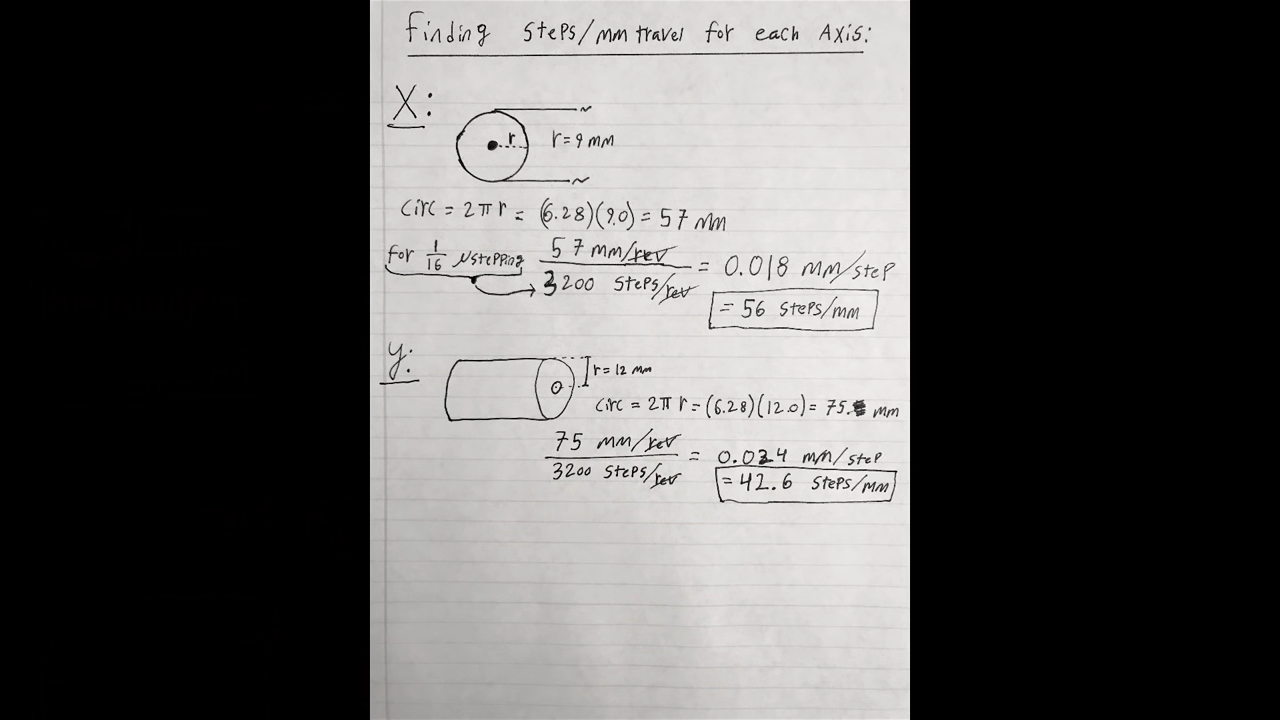 Finding Steps/mm travel for each Axis:
X:
r r = 9 mm
Circ = 2πr = (6.28)(9.0) = 57 mm
for 1/16 μstepping 57 mm/rev / 3200 steps/rev = 0.018 mm/step
= 56 steps/mm
Y:
r = 12 mm
Circ = 2πr = (6.28)(12.0) = 75. mm
75 mm/rev / 3200 steps/rev = 0.024 mm/step
= 42.6 steps/mm